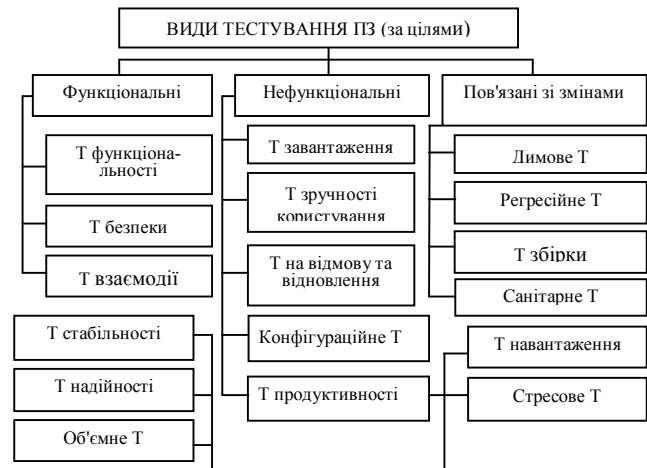 ВИДИ ТЕСТУВАННЯ ПЗ (за цілями)
Функціональні
Т функціона-
льності
Т безпеки
Т взаємодії
Нефункціональні
Т завантаження
Т зручності
користування
Т на відмову та
відновлення
Конфігураційне Т
Т продуктивності
Пов'язані зі змінами
Димове Т
Регресійне Т
Т збірки
Санітарне Т
Т стабільності
Т надійності
Об'ємне Т
Т навантаження
Стресове Т